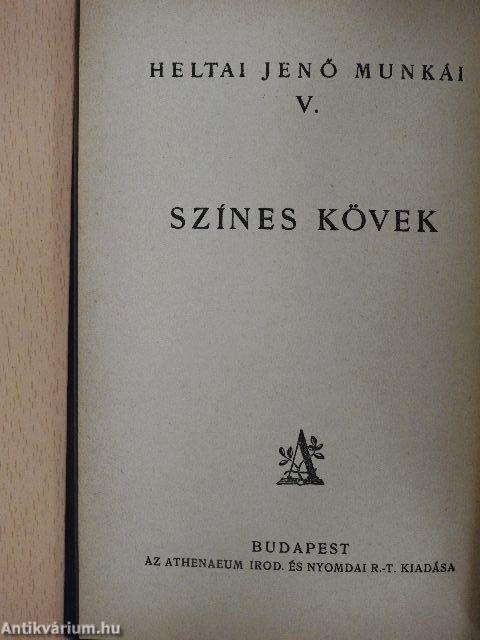 HELTAI JENŐ MUNKÁI
V.
SZÍNES KÖVEK
A
BUDAPEST
AZ ATHENAEUM IROD. ÉS NYOMDAI R.-T. KIADÁSA
Antikvárium.hu